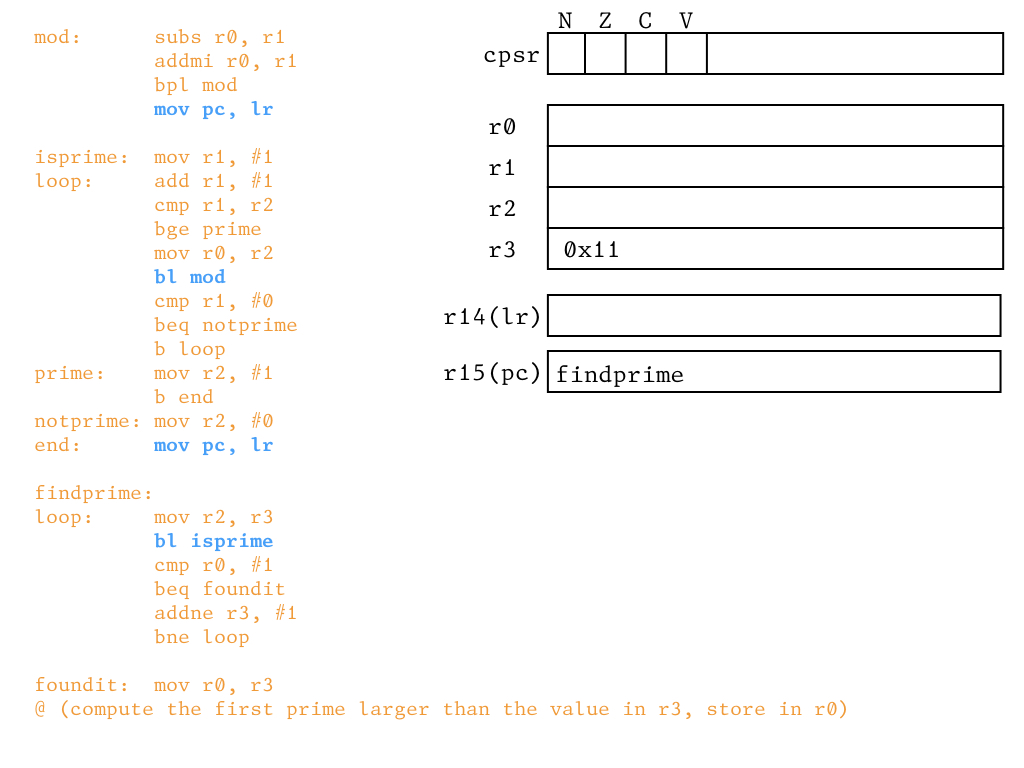 mod: subs r0, r1
addmi r0, r1
bpl mod
mov pc, lr
isprime: mov r1, #1
loop: add r1, #1
cmp r1, r2
bge prime
mov r0, r2
bl mod
cmp r1, #0
beq notprime
b loop
prime: mov r2, #1
b end
notprime: mov r2, #0
end: mov pc, lr
findprime:
loop: mov r2, r3
bl isprime
cmp r0, #1
beq foundit
addne r3, #1
bne loop
foundit: mov r0, r3
@ (compute the first prime larger than the value in r3, store in r0)
N Z C V
cpsr
r0
r1
r2
r3 0x11
r14(lr)
r15(pc) findprime